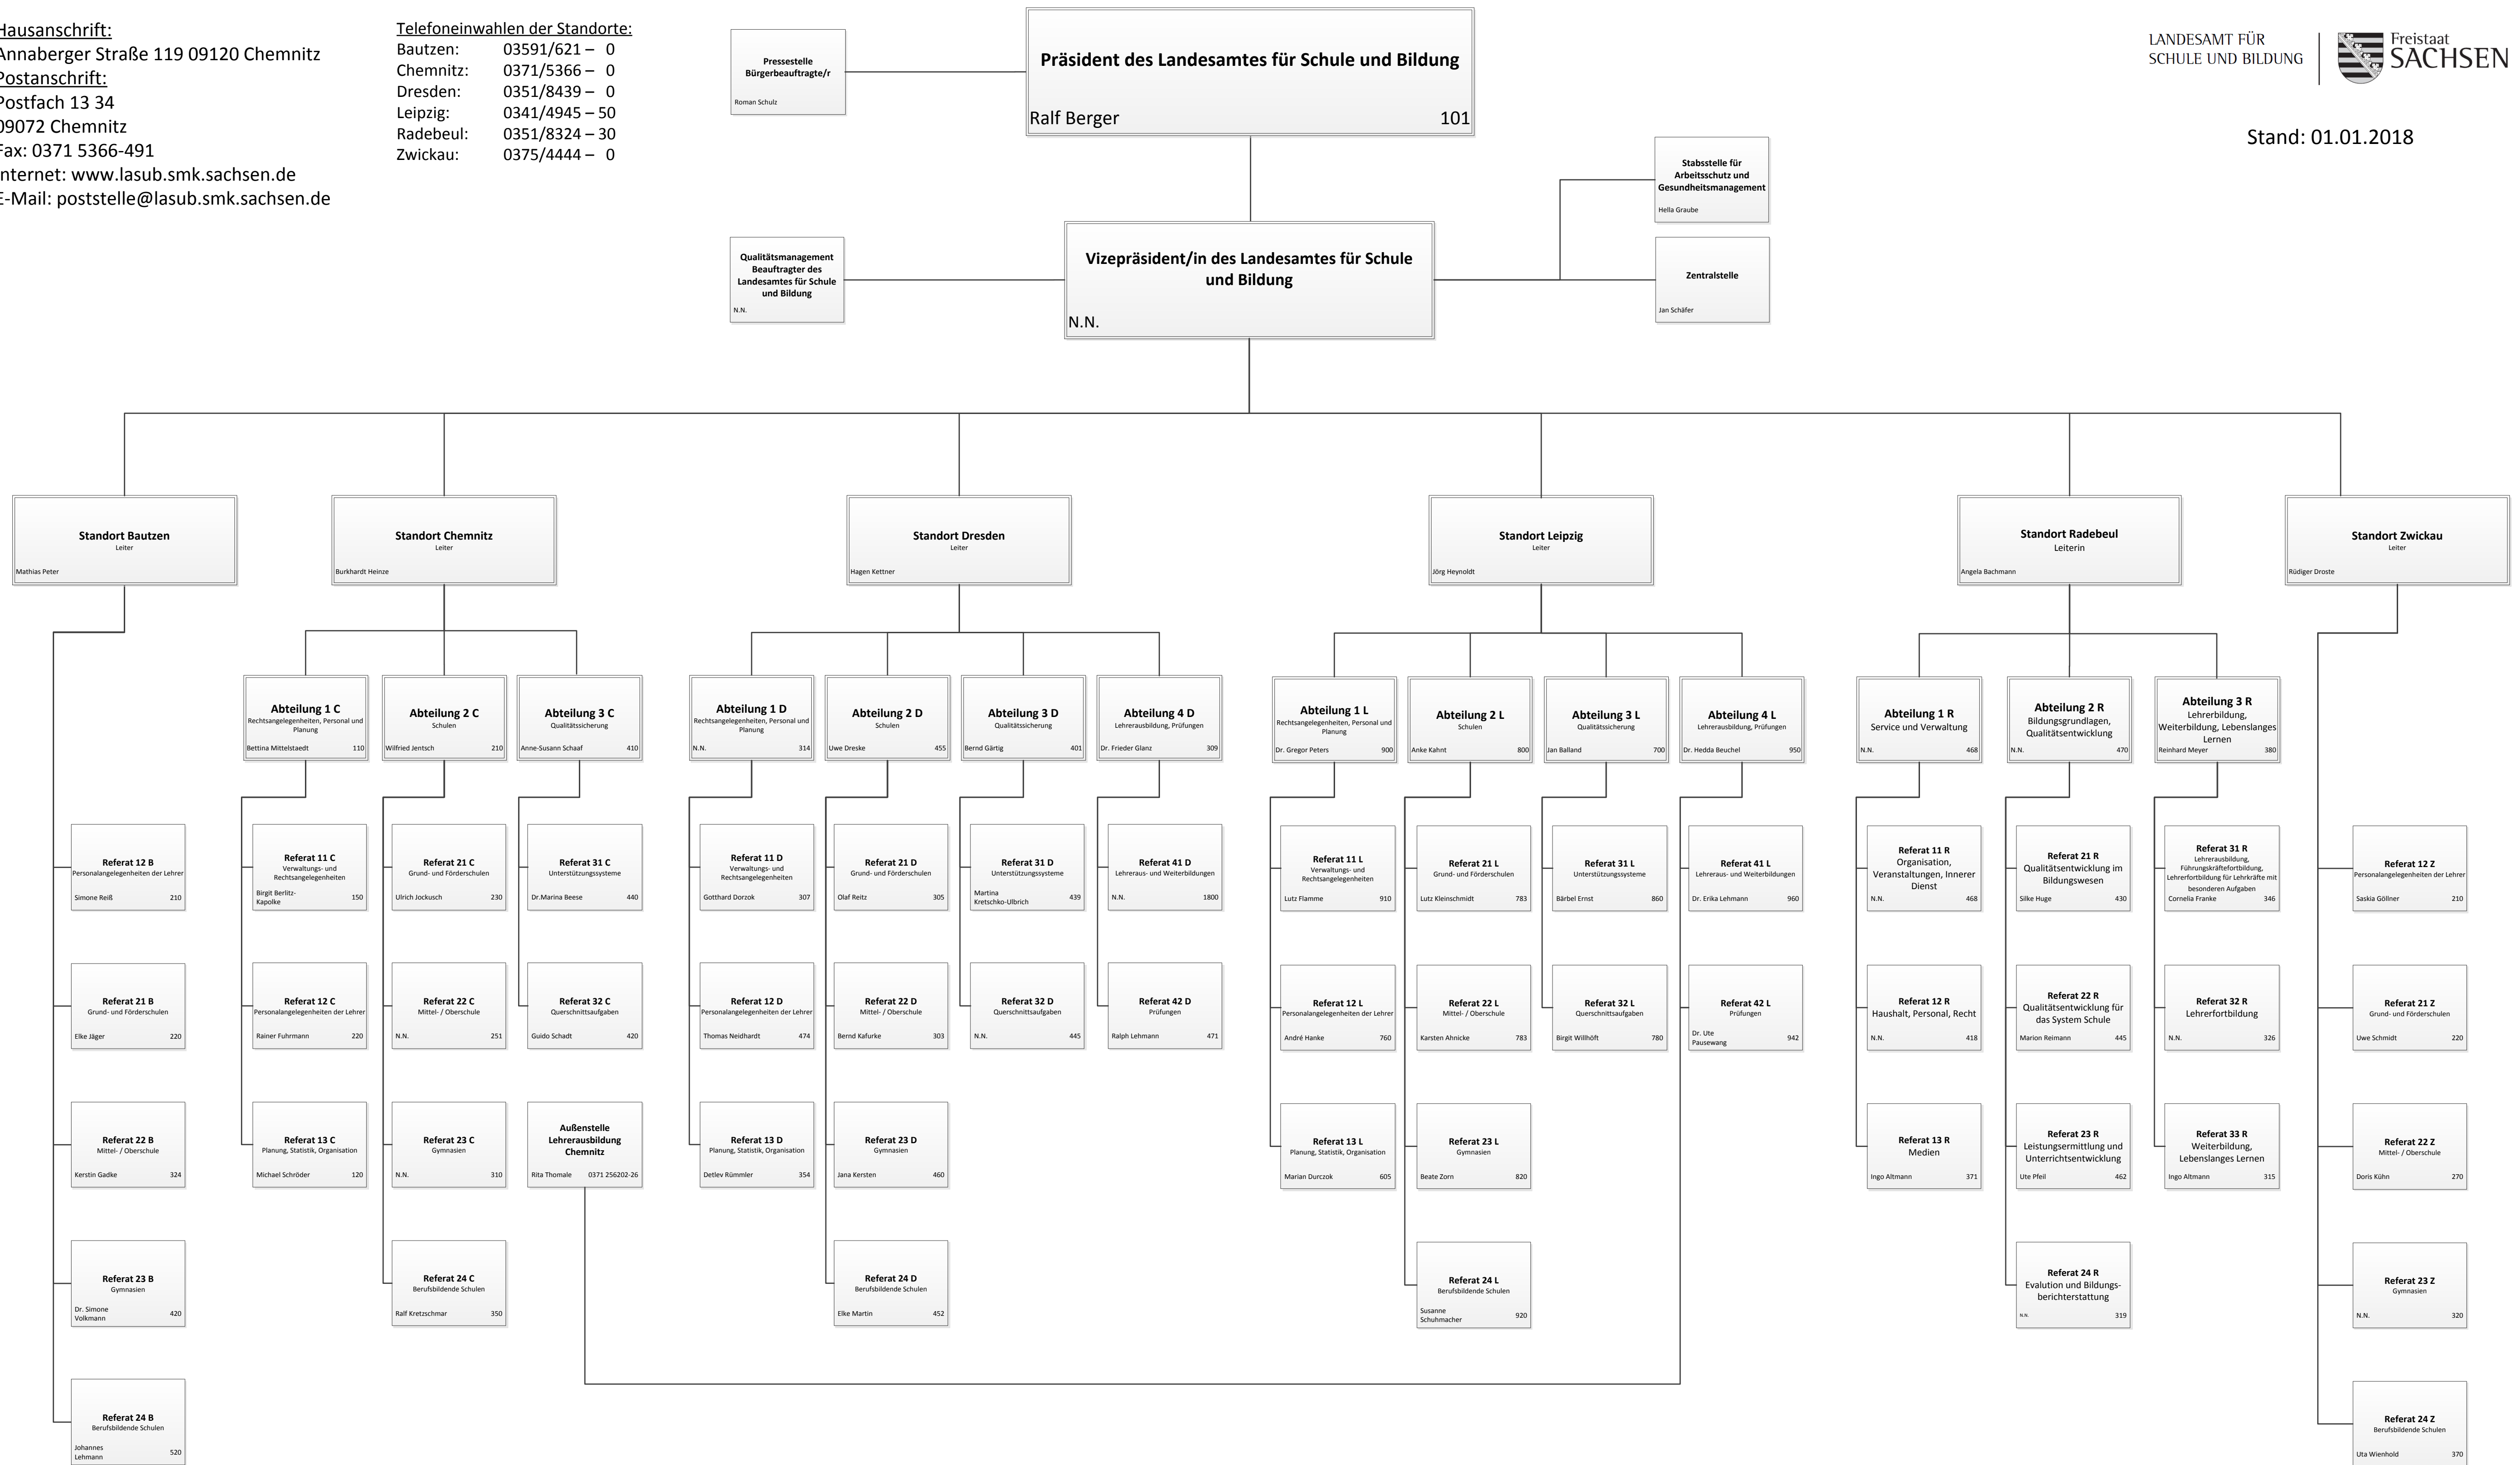 Hausanschrift:
Annaberger Straße 119 09120 Chemnitz
Postanschrift:
Postfach 13 34
09072 Chemnitz
Fax: 0371 5366-491
Internet: www.lasub.smk.sachsen.de
E-Mail: poststelle@lasub.smk.sachsen.de
Telefoneinwahlen der Standorte:
Bautzen: 03591/621 – 0
Chemnitz: 0371/5366 – 0
Dresden: 0351/8439 – 0
Leipzig: 0341/4945 – 50
Radebeul: 0351/8324 – 30
Zwickau: 0375/4444 – 0
Pressestelle
Bürgerbeauftragte/r
Roman Schulz
Präsident des Landesamtes für Schule und Bildung
Ralf Berger 101
LANDESAMT FÜR
SCHULE UND BILDUNG
Freistaat
SACHSEN
Stand: 01.01.2018
Stabsstelle für
Arbeitsschutz und
Gesundheitsmanagement
Hella Graube
Qualitätsmanagement
Beauftragter des
Landesamtes für Schule
und Bildung
N.N.
Vizepräsident/in des Landesamtes für Schule
und Bildung
N.N.
Zentralstelle
Jan Schäfer
Standort Bautzen
Leiter
Mathias Peter
Standort Chemnitz
Leiter
Burkhardt Heinze
Standort Dresden
Leiter
Hagen Kettner
Standort Leipzig
Leiter
Jörg Heynoldt
Standort Radebeul
Leiterin
Angela Bachmann
Standort Zwickau
Leiter
Rüdiger Droste
Abteilung 1 C
Rechtsangelegenheiten, Personal und
Planung
Bettina Mittelstaedt 110
Abteilung 2 C
Schulen
Wilfried Jentsch 210
Abteilung 3 C
Qualitätssicherung
Anne-Susann Schaaf 410
Abteilung 1 D
Rechtsangelegenheiten, Personal und
Planung
N.N. 314
Abteilung 2 D
Schulen
Uwe Dreske 455
Abteilung 3 D
Qualitätssicherung
Bernd Gärtig 401
Abteilung 4 D
Lehrerausbildung, Prüfungen
Dr. Frieder Glanz 309
Abteilung 1 L
Rechtsangelegenheiten, Personal und
Planung
Dr. Gregor Peters 900
Abteilung 2 L
Schulen
Anke Kahnt 800
Abteilung 3 L
Qualitätssicherung
Jan Balland 700
Abteilung 4 L
Lehrerausbildung, Prüfungen
Dr. Hedda Beuchel 950
Abteilung 1 R
Service und Verwaltung
N.N. 468
Abteilung 2 R
Bildungsgrundlagen,
Qualitätsentwicklung
N.N. 470
Abteilung 3 R
Lehrerbildung,
Weiterbildung, Lebenslanges
Lernen
Reinhard Meyer 380
Referat 12 B
Personalangelegenheiten der Lehrer
Simone Reiß 210
Referat 11 C
Verwaltungs- und
Rechtsangelegenheiten
Birgit Berlitz-
Kapolke 150
Referat 21 C
Grund- und Förderschulen
Ulrich Jockusch 230
Referat 31 C
Unterstützungssysteme
Dr.Marina Beese 440
Referat 11 D
Verwaltungs- und
Rechtsangelegenheiten
Gotthard Dorzok 307
Referat 21 D
Grund- und Förderschulen
Olaf Reitz 305
Referat 31 D
Unterstützungssysteme
Martina
Kretschko-Ulbrich 439
Referat 41 D
Lehreraus- und Weiterbildungen
N.N. 1800
Referat 11 L
Verwaltungs- und
Rechtsangelegenheiten
Lutz Flamme 910
Referat 21 L
Grund- und Förderschulen
Lutz Kleinschmidt 783
Referat 31 L
Unterstützungssysteme
Bärbel Ernst 860
Referat 41 L
Lehreraus- und Weiterbildungen
Dr. Erika Lehmann 960
Referat 11 R
Organisation,
Veranstaltungen, Innerer
Dienst
N.N. 468
Referat 21 R
Qualitätsentwicklung im
Bildungswesen
Silke Huge 430
Referat 31 R
Lehrerausbildung,
Führungskräftefortbildung,
Lehrerfortbildung für Lehrkräfte mit
besonderen Aufgaben
Cornelia Franke 346
Referat 12 Z
Personalangelegenheiten der Lehrer
Saskia Göllner 210
Referat 21 B
Grund- und Förderschulen
Elke Jäger 220
Referat 12 C
Personalangelegenheiten der Lehrer
Rainer Fuhrmann 220
Referat 22 C
Mittel- / Oberschule
N.N. 251
Referat 32 C
Querschnittsaufgaben
Guido Schadt 420
Referat 12 D
Personalangelegenheiten der Lehrer
Thomas Neidhardt 474
Referat 22 D
Mittel- / Oberschule
Bernd Kafurke 303
Referat 32 D
Querschnittsaufgaben
N.N. 445
Referat 42 D
Prüfungen
Ralph Lehmann 471
Referat 12 L
Personalangelegenheiten der Lehrer
André Hanke 760
Referat 22 L
Mittel- / Oberschule
Karsten Ahnicke 783
Referat 32 L
Querschnittsaufgaben
Birgit Willhöft 780
Referat 42 L
Prüfungen
Dr. Ute
Pausewang 942
Referat 12 R
Haushalt, Personal, Recht
N.N. 418
Referat 22 R
Qualitätsentwicklung für
das System Schule
Marion Reimann 445
Referat 32 R
Lehrerfortbildung
N.N. 326
Referat 21 Z
Grund- und Förderschulen
Uwe Schmidt 220
Referat 22 B
Mittel- / Oberschule
Kerstin Gadke 324
Referat 13 C
Planung, Statistik, Organisation
Michael Schröder 120
Referat 23 C
Gymnasien
N.N. 310
Außenstelle
Lehrerausbildung
Chemnitz
Rita Thomale 0371 256202-26
Referat 13 D
Planung, Statistik, Organisation
Detlev Rümmler 354
Referat 23 D
Gymnasien
Jana Kersten 460
Referat 13 L
Planung, Statistik, Organisation
Marian Durczok 605
Referat 23 L
Gymnasien
Beate Zorn 820
Referat 13 R
Medien
Ingo Altmann 371
Referat 23 R
Leistungsermittlung und
Unterrichtsentwicklung
Ute Pfeil 462
Referat 33 R
Weiterbildung,
Lebenslanges Lernen
Ingo Altmann 315
Referat 22 Z
Mittel- / Oberschule
Doris Kühn 270
Referat 23 B
Gymnasien
Dr. Simone
Volkmann 420
Referat 24 C
Berufsbildende Schulen
Ralf Kretzschmar 350
Referat 24 D
Berufsbildende Schulen
Elke Martin 452
Referat 24 L
Berufsbildende Schulen
Susanne
Schuhmacher 920
Referat 24 R
Evalution und Bildungs-
berichterstattung
N.N. 319
Referat 23 Z
Gymnasien
N.N. 320
Referat 24 B
Berufsbildende Schulen
Johannes
Lehmann 520
Referat 24 Z
Berufsbildende Schulen
Uta Wienhold 370